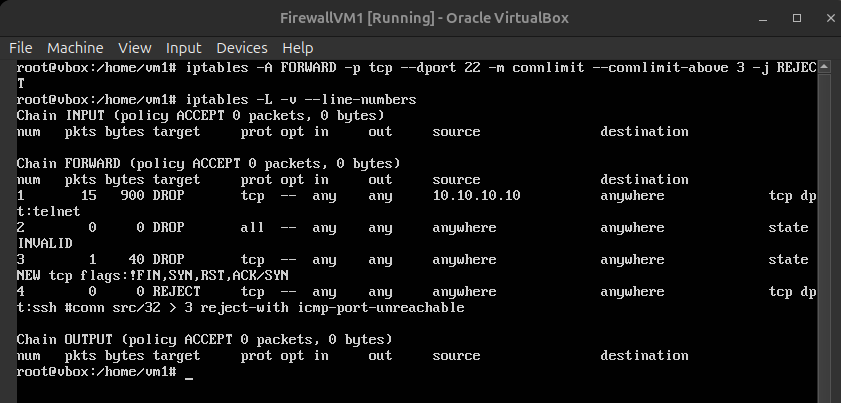 FirewallVM1 [Running] - Oracle VirtualBox
File Machine View Input Devices Help
root@vbox:/home/vm1# iptables -A FORWARD -p tcp --dport 22 -m connlimit --connlimit-above 3 -j REJEC
T
root@vbox:/home/vm1# iptables -L -v --line-numbers
Chain INPUT (policy ACCEPT 0 packets, 0 bytes)
num   pkts bytes target     prot opt in     out     source               destination

Chain FORWARD (policy ACCEPT 0 packets, 0 bytes)
num   pkts bytes target     prot opt in     out     source               destination
1       15   900 DROP       tcp  --  any    any     10.10.10.10          anywhere             tcp dp
t:telnet
2        0     0 DROP       all  --  any    any     anywhere             anywhere             state
INVALID
3        1    40 DROP       tcp  --  any    any     anywhere             anywhere             state
NEW tcp flags:!FIN,SYN,RST,ACK/SYN
4        0     0 REJECT     tcp  --  any    any     anywhere             anywhere             tcp dp
t:ssh #conn src/32 > 3 reject-with icmp-port-unreachable

Chain OUTPUT (policy ACCEPT 0 packets, 0 bytes)
num   pkts bytes target     prot opt in     out     source               destination
root@vbox:/home/vm1# _